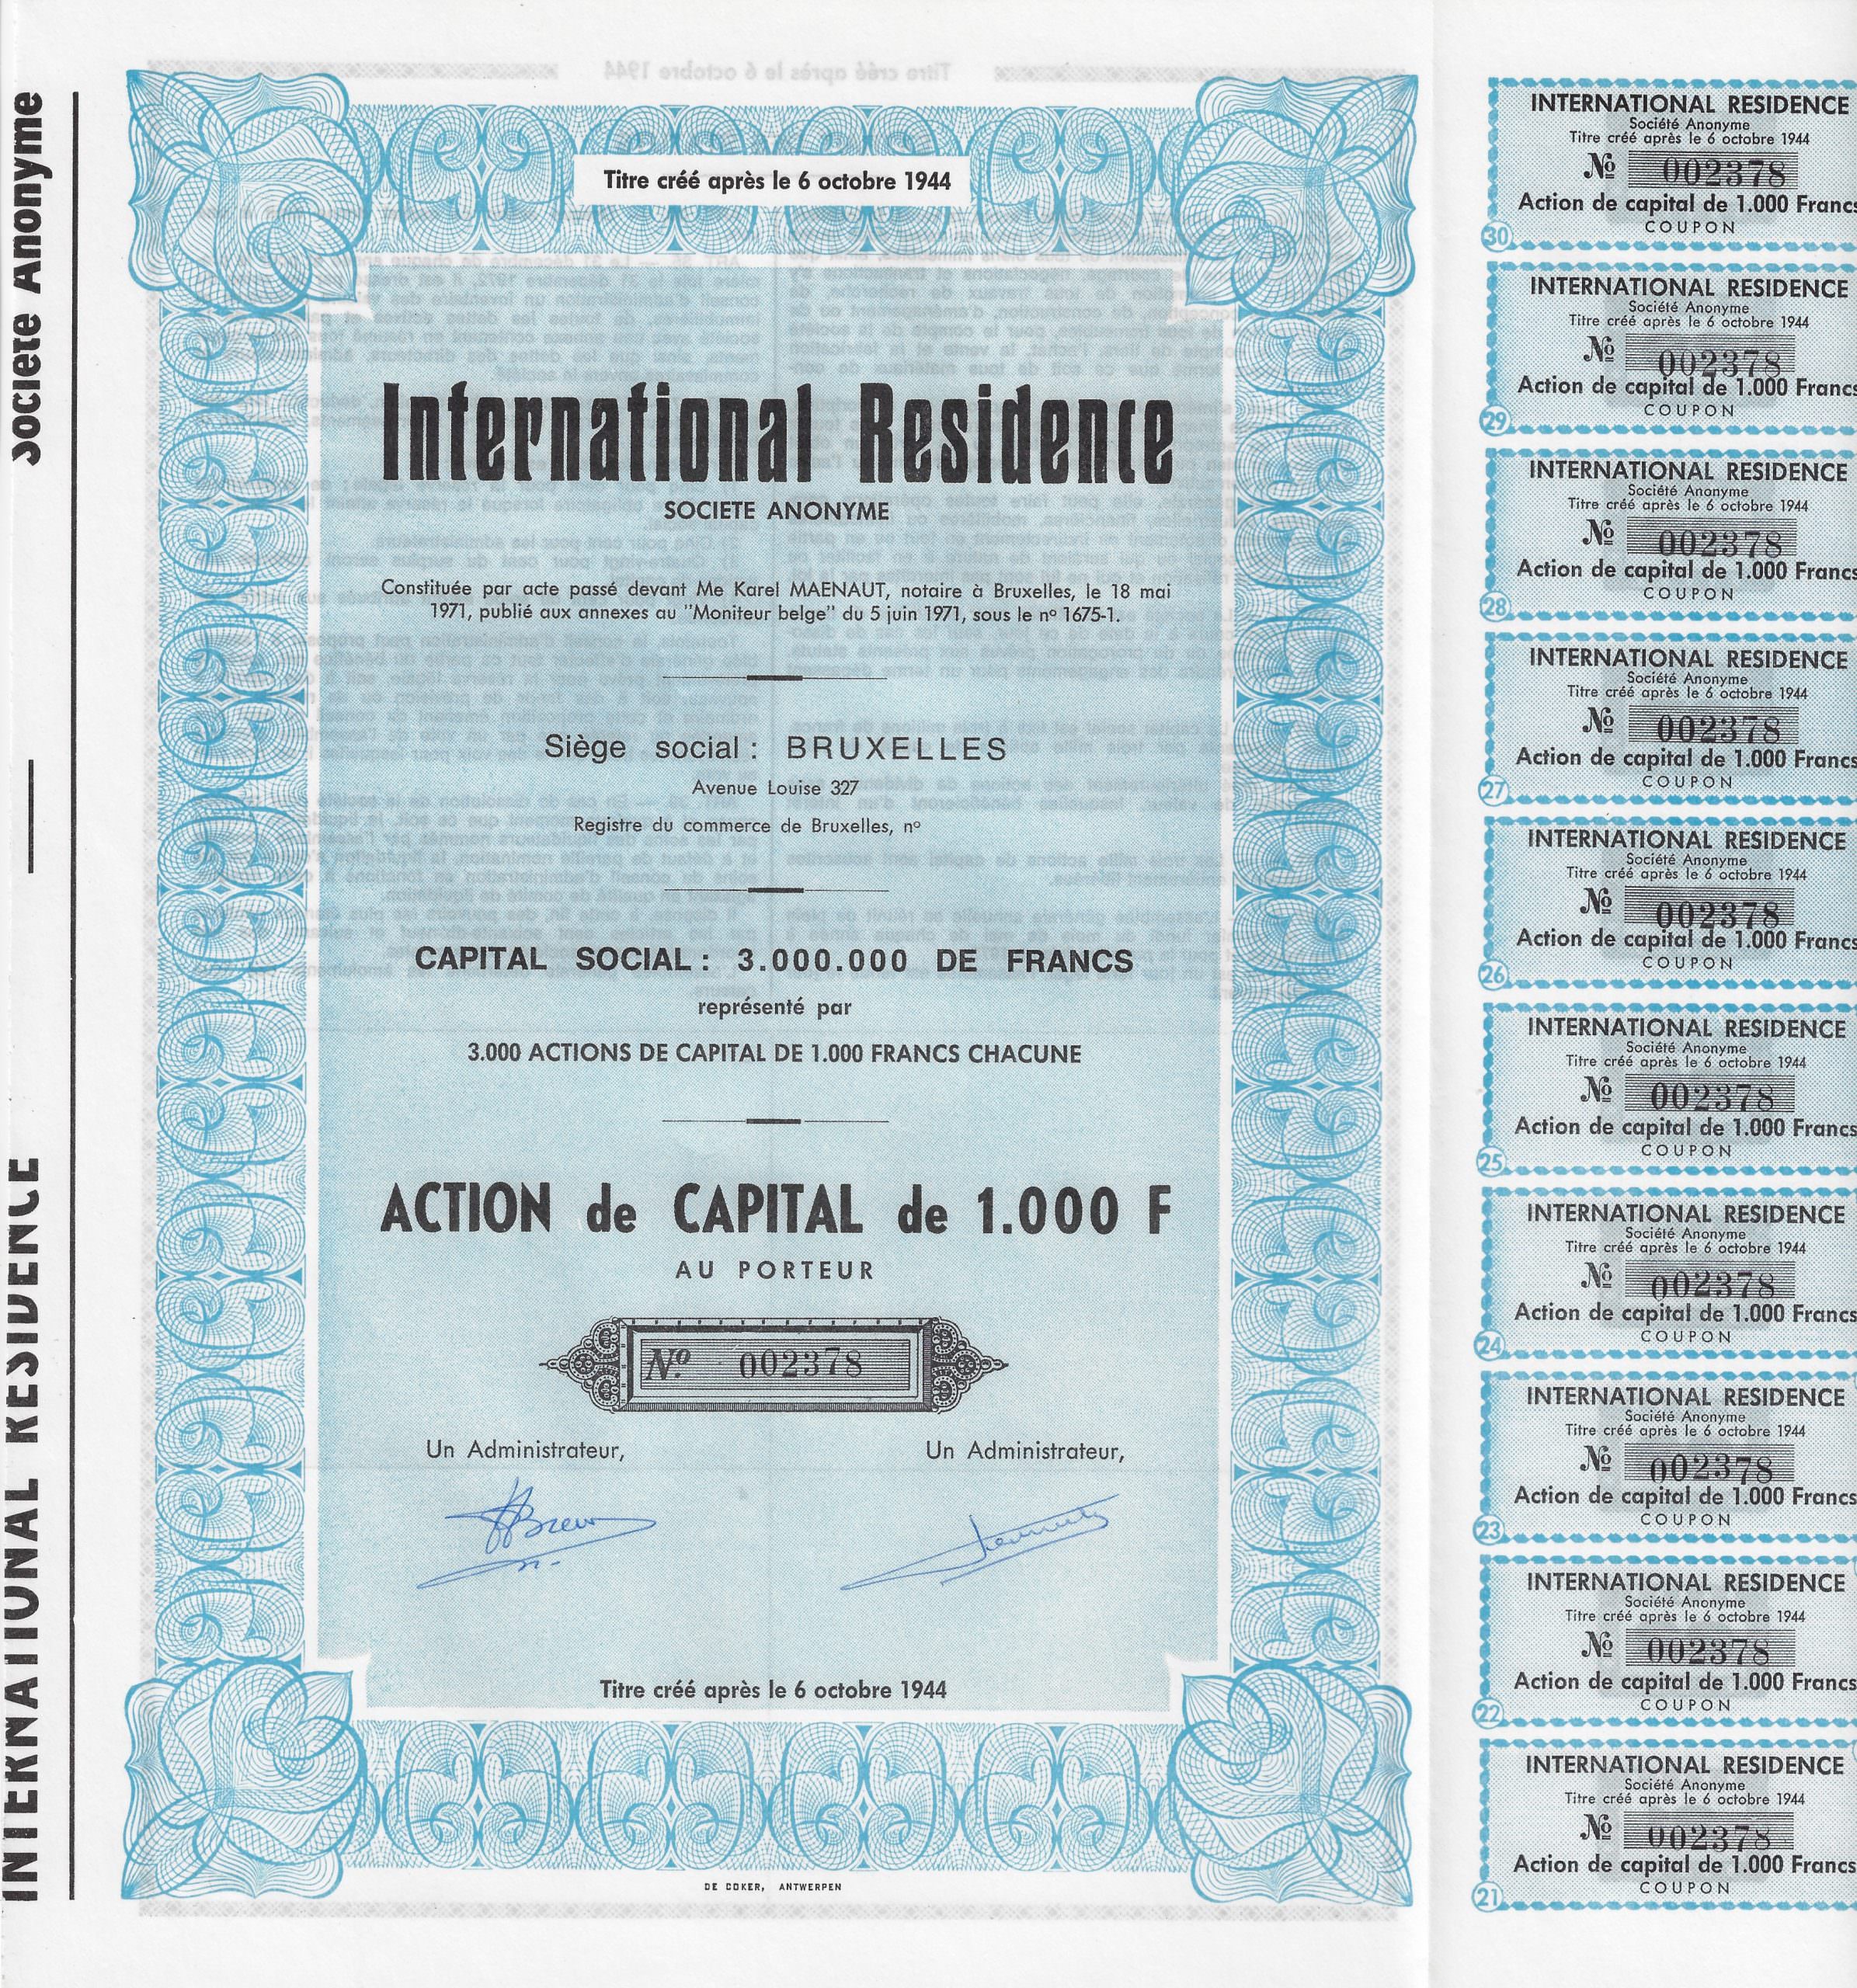 Titre créé après le 6 octobre 1944
International Residence
SOCIETE ANONYME
Constituée par acte passé devant Me Karel MAENAUT, notaire à Bruxelles, le 18 mai
1971, publié aux annexes au "Moniteur belge" du 5 juin 1971, sous le nº 1675-1.
Siège social : BRUXELLES
Avenue Louise 327
Registre du commerce de Bruxelles, nº
CAPITAL SOCIAL : 3.000.000 DE FRANCS
représenté par
3.000 ACTIONS DE CAPITAL DE 1.000 FRANCS CHACUNE
ACTION de CAPITAL de 1.000 F
AU PORTEUR
Nº 002378
Un Administrateur,
Un Administrateur,
Titre créé après le 6 octobre 1944
DE COKER, ANTWERPEN
INTERNATIONAL RESIDENCE — Société Anonyme
INTERNATIONAL RESIDENCE
Société Anonyme
Titre créé après le 6 octobre 1944
Nº 002378
Action de capital de 1.000 Francs
COUPON
30
INTERNATIONAL RESIDENCE
Société Anonyme
Titre créé après le 6 octobre 1944
Nº 002378
Action de capital de 1.000 Francs
COUPON
29
INTERNATIONAL RESIDENCE
Société Anonyme
Titre créé après le 6 octobre 1944
Nº 002378
Action de capital de 1.000 Francs
COUPON
28
INTERNATIONAL RESIDENCE
Société Anonyme
Titre créé après le 6 octobre 1944
Nº 002378
Action de capital de 1.000 Francs
COUPON
27
INTERNATIONAL RESIDENCE
Société Anonyme
Titre créé après le 6 octobre 1944
Nº 002378
Action de capital de 1.000 Francs
COUPON
26
INTERNATIONAL RESIDENCE
Société Anonyme
Titre créé après le 6 octobre 1944
Nº 002378
Action de capital de 1.000 Francs
COUPON
25
INTERNATIONAL RESIDENCE
Société Anonyme
Titre créé après le 6 octobre 1944
Nº 002378
Action de capital de 1.000 Francs
COUPON
24
INTERNATIONAL RESIDENCE
Société Anonyme
Titre créé après le 6 octobre 1944
Nº 002378
Action de capital de 1.000 Francs
COUPON
23
INTERNATIONAL RESIDENCE
Société Anonyme
Titre créé après le 6 octobre 1944
Nº 002378
Action de capital de 1.000 Francs
COUPON
22
INTERNATIONAL RESIDENCE
Société Anonyme
Titre créé après le 6 octobre 1944
Nº 002378
Action de capital de 1.000 Francs
COUPON
21